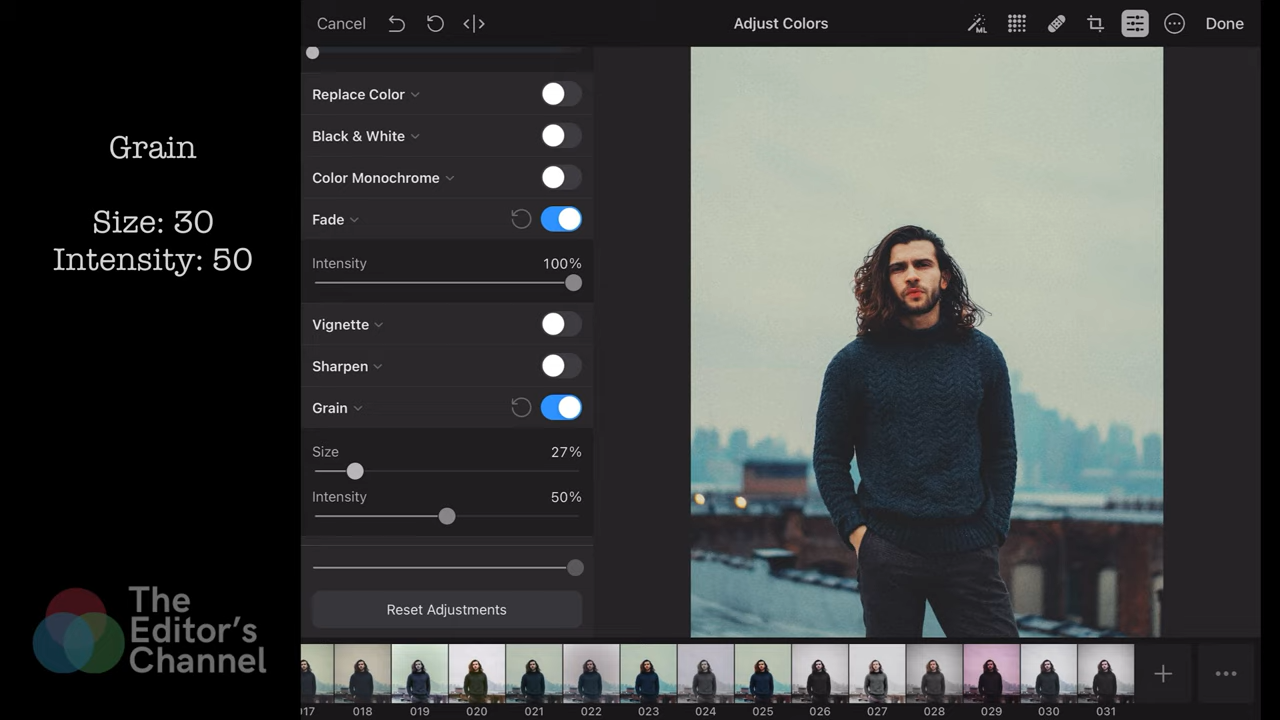 Cancel
Adjust Colors
ML
Done
Grain
Size: 30
Intensity: 50
Replace Color
Black & White
Color Monochrome
Fade
Intensity 100%
Vignette
Sharpen
Grain
Size 27%
Intensity 50%
Reset Adjustments
The
Editor's
Channel
17 018 019 020 021 022 023 024 025 026 027 028 029 030 031